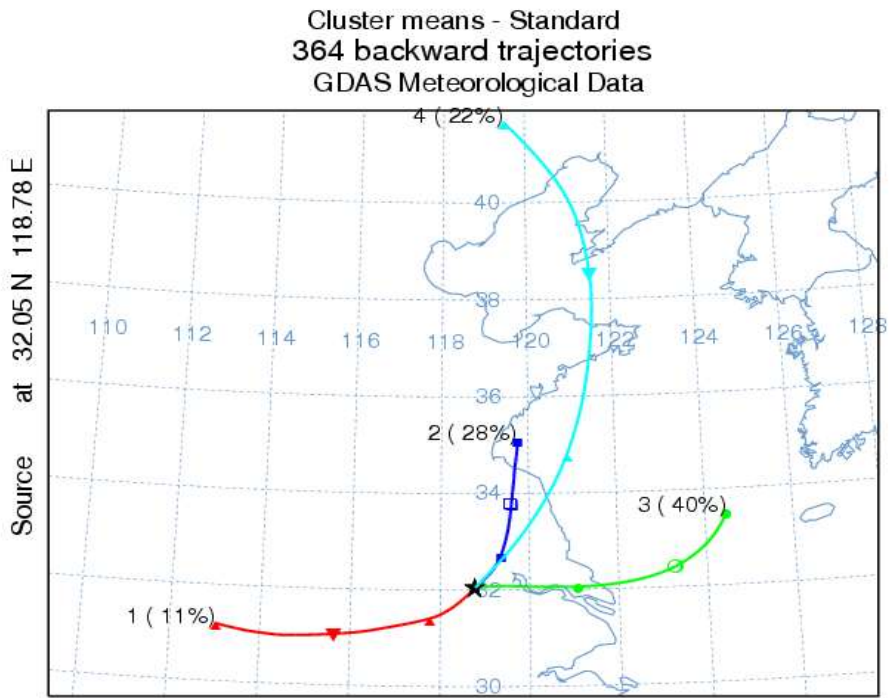 Cluster means - Standard
364 backward trajectories
GDAS Meteorological Data
Source at 32.05 N 118.78 E
4 ( 22%)
40
38
110 112 114 116 118 120 122 124 126 128
36
2 ( 28%)
34
3 ( 40%)
32
1 ( 11%)
30